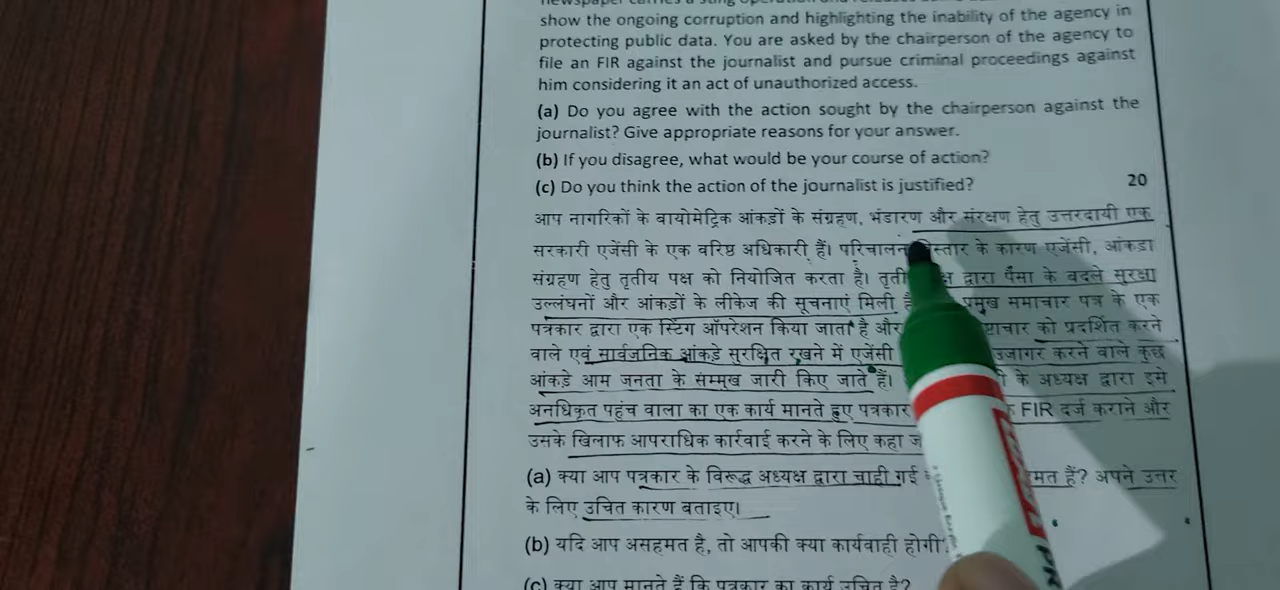 show the ongoing corruption and highlighting the inability of the agency in
protecting public data. You are asked by the chairperson of the agency to
file an FIR against the journalist and pursue criminal proceedings against
him considering it an act of unauthorized access.
(a) Do you agree with the action sought by the chairperson against the
journalist? Give appropriate reasons for your answer.
(b) If you disagree, what would be your course of action?
(c) Do you think the action of the journalist is justified? 20
आप नागरिकों के बायोमेट्रिक आंकड़ों के संग्रहण, भंडारण और संरक्षण हेतु उत्तरदायी एक
सरकारी एजेंसी के एक वरिष्ठ अधिकारी हैं। परिचालन के कारण एजेंसी, आंकड़ा
संग्रहण हेतु तृतीय पक्ष को नियोजित करता है। द्वारा पैसा के बदले सुरक्षा
उल्लंघनों और आंकड़ों के लीकेज की सूचनाएं मिली प्रमुख समाचार पत्र के एक
पत्रकार द्वारा एक स्टिंग ऑपरेशन किया जाता है और को प्रदर्शित करने
वाले एवं सार्वजनिक आंकड़े सुरक्षित रखने में एजेंसी उजागर करने वाले कुछ
आंकड़े आम जनता के सम्मुख जारी किए जाते हैं। के अध्यक्ष द्वारा इसे
अनधिकृत पहुंच वाला का एक कार्य मानते हुए पत्रकार FIR दर्ज कराने और
उसके खिलाफ आपराधिक कार्रवाई करने के लिए कहा
(a) क्या आप पत्रकार के विरूद्ध अध्यक्ष द्वारा चाही गई हैं? अपने उत्तर
के लिए उचित कारण बताइए।
(b) यदि आप असहमत है, तो आपकी क्या कार्यवाही होगी
(c) क्या आप मानते हैं कि पत्रकार का कार्य उचित है?